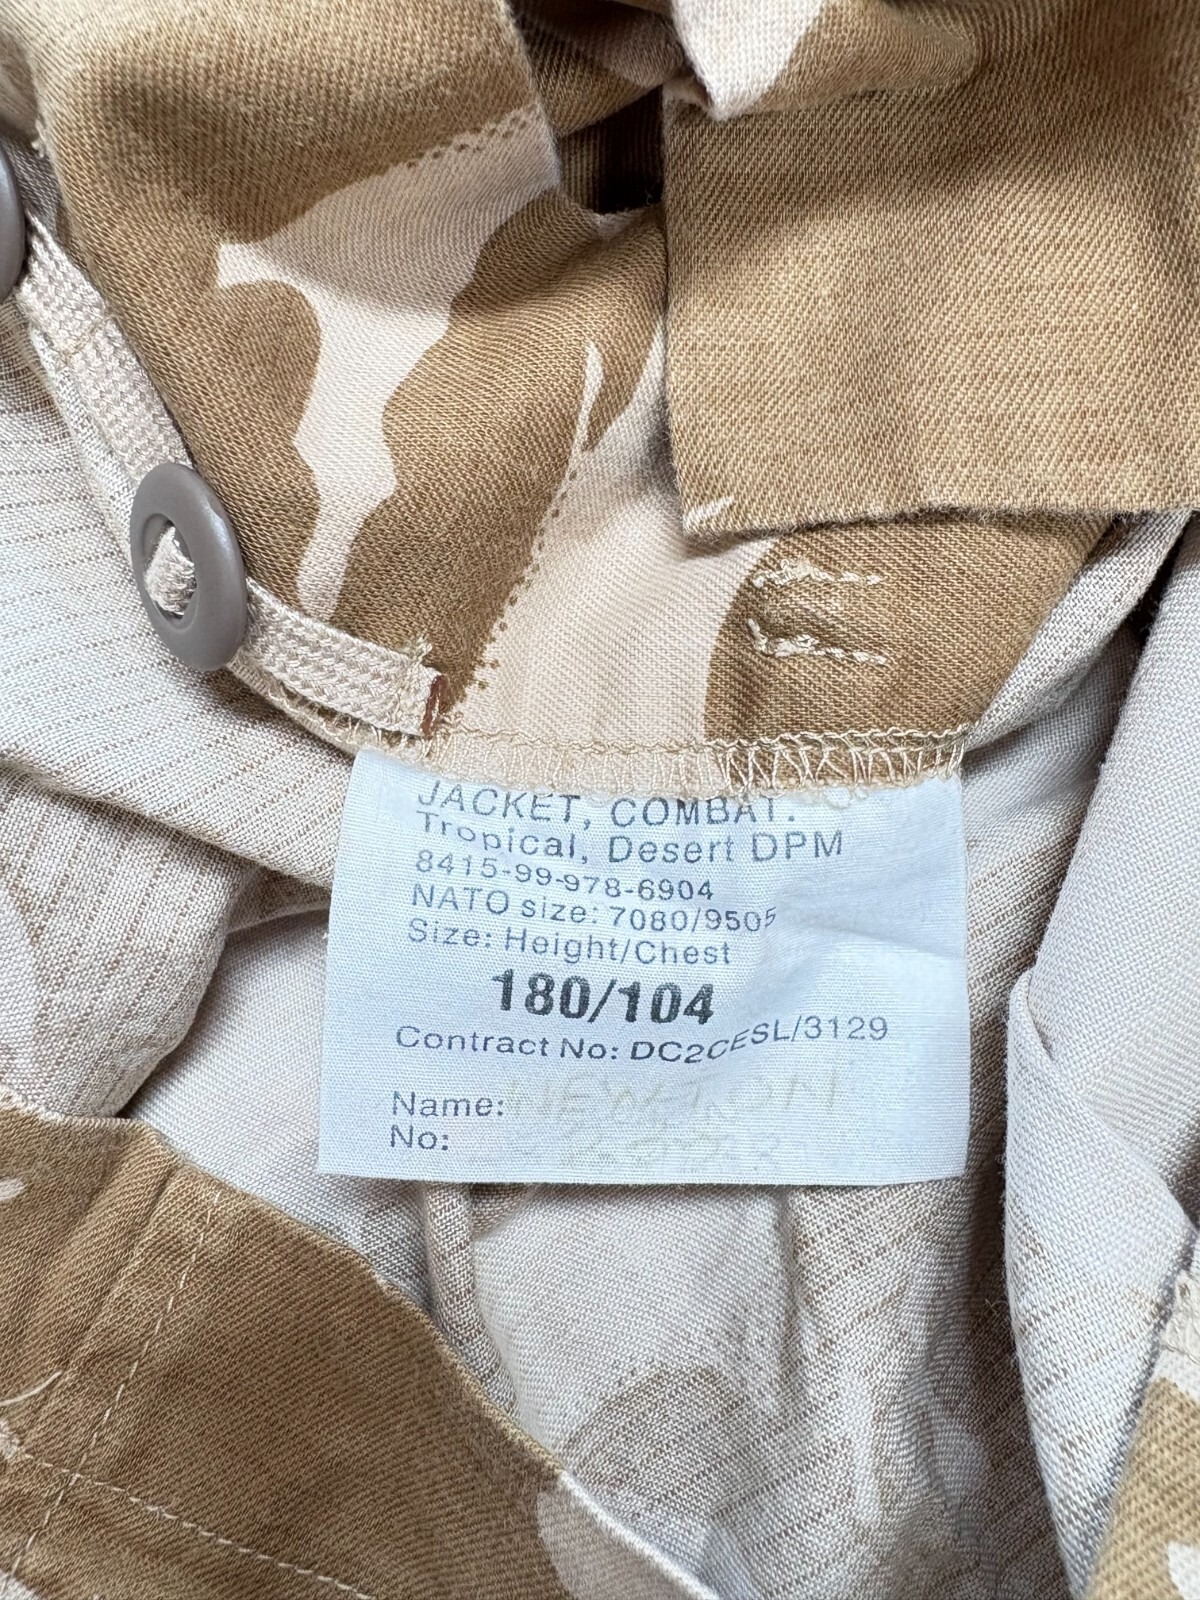 JACKET, COMBAT.
Tropical, Desert DPM
8415-99-978-6904
NATO size: 7080/9505
Size: Height/Chest
180/104
Contract No: DC2CESL/3129
Name: NEWTON
No: